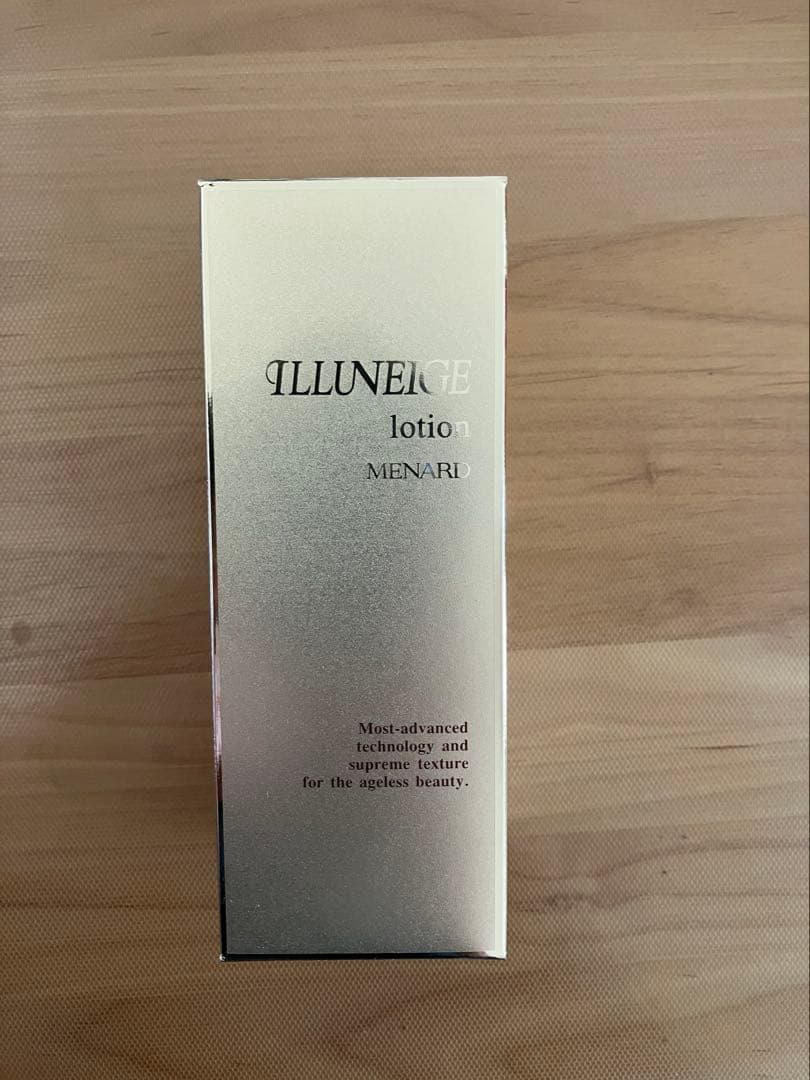 ILLUNEIGE
lotion
MENARD
Most-advanced
technology and
supreme texture
for the ageless beauty.